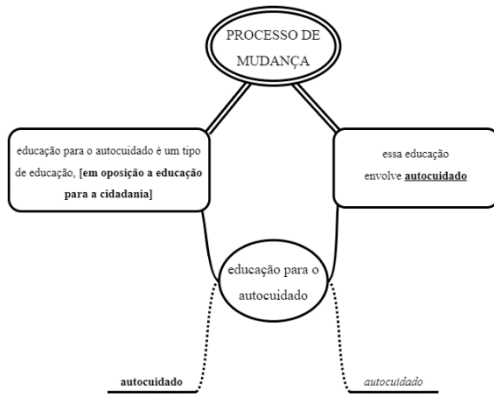 PROCESSO DE
MUDANÇA
educação para o autocuidado é um tipo
de educação, [em oposição a educação
para a cidadania]
essa educação
envolve autocuidado
educação para o
autocuidado
autocuidado
autocuidado